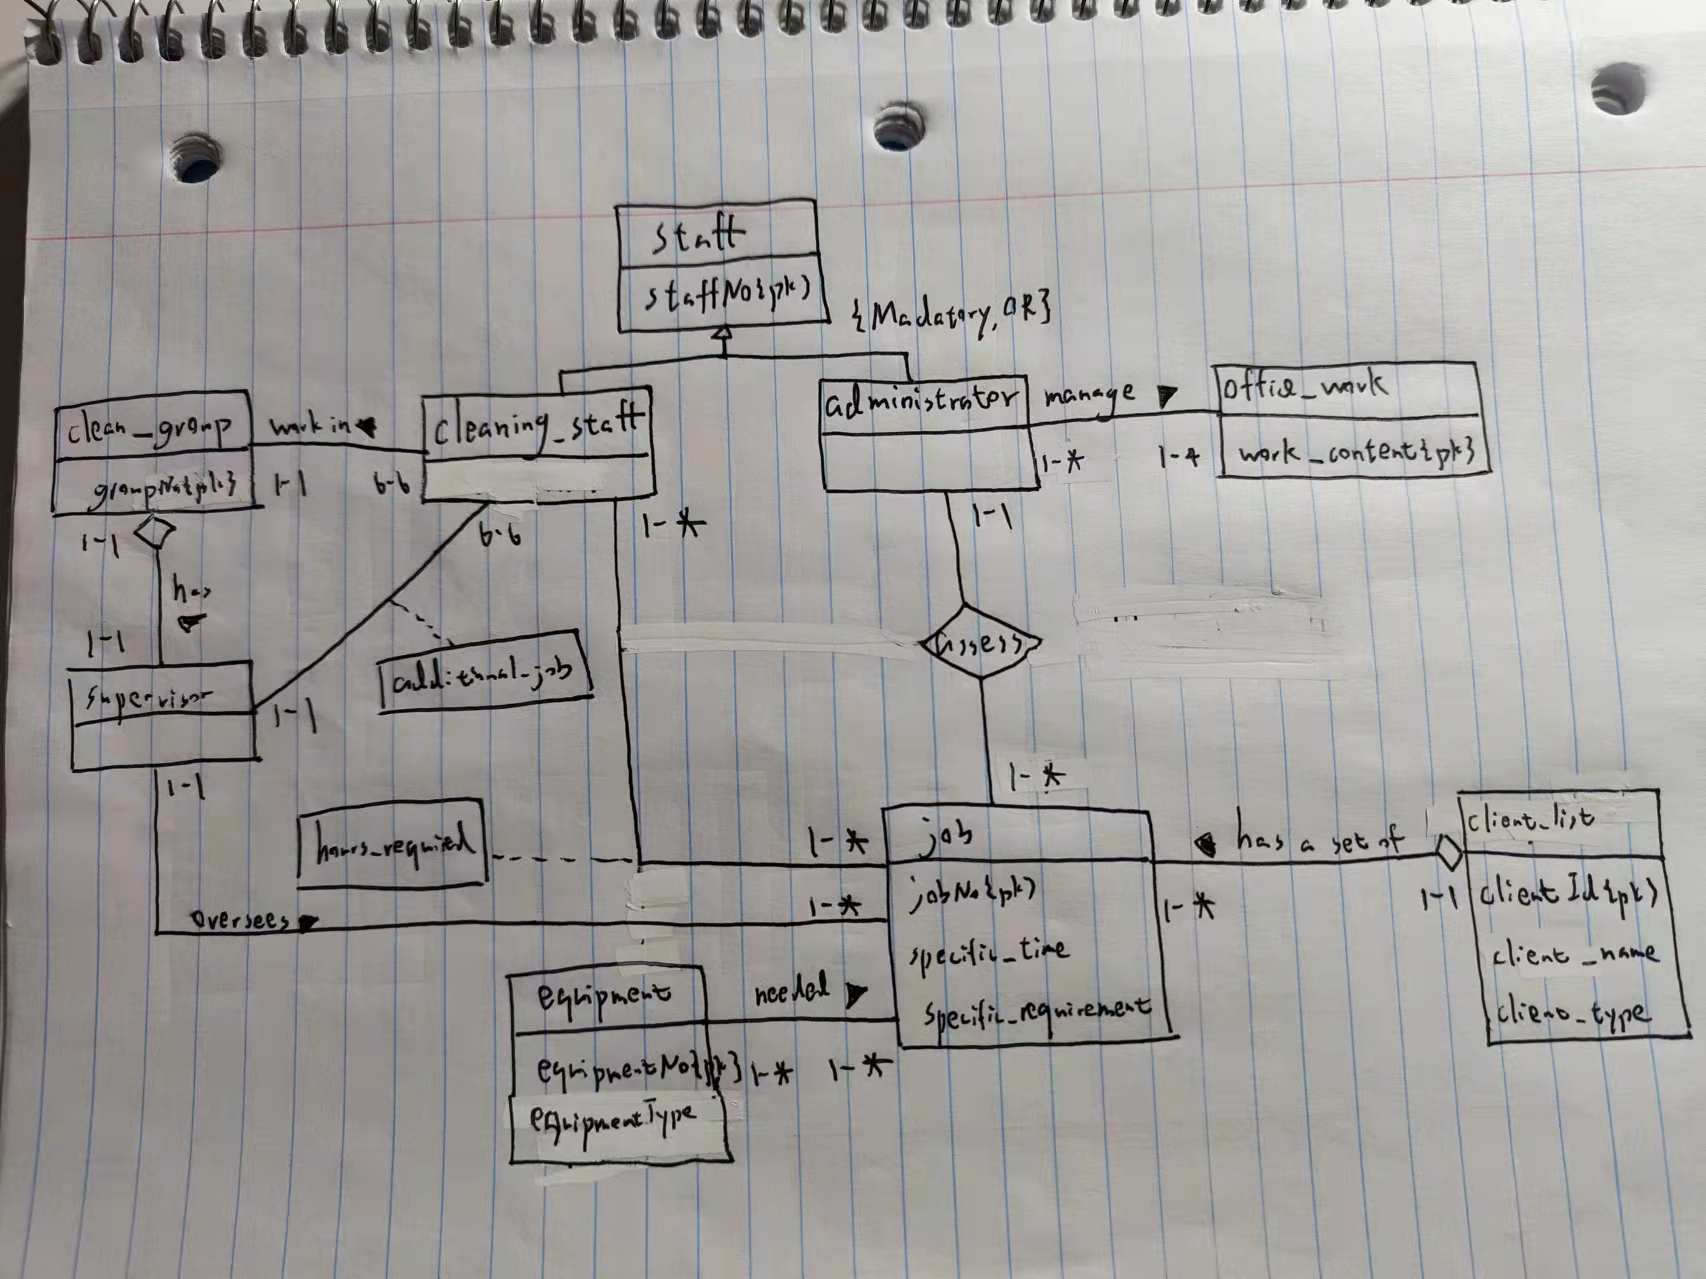 staff
staffNo{pk}
{Madatory, OR}
clean_group
groupNo{pk}
work in
1-1
6-6
cleaning_staff
administrator
manage
1-*
1-*
office_work
work_content{pk}
1-1
has
1-1
6-6
1-*
1-1
supervisor
1-1
additional_job
assess
1-1
1-*
hours_required
1-*
job
jobNo{pk}
specific_time
specific_requirement
has a set of
1-*
1-1
client_list
clientId{pk}
client_name
client_type
oversees
1-*
equipment
equipmentNo{pk}
equipmentType
needed
1-*
1-*